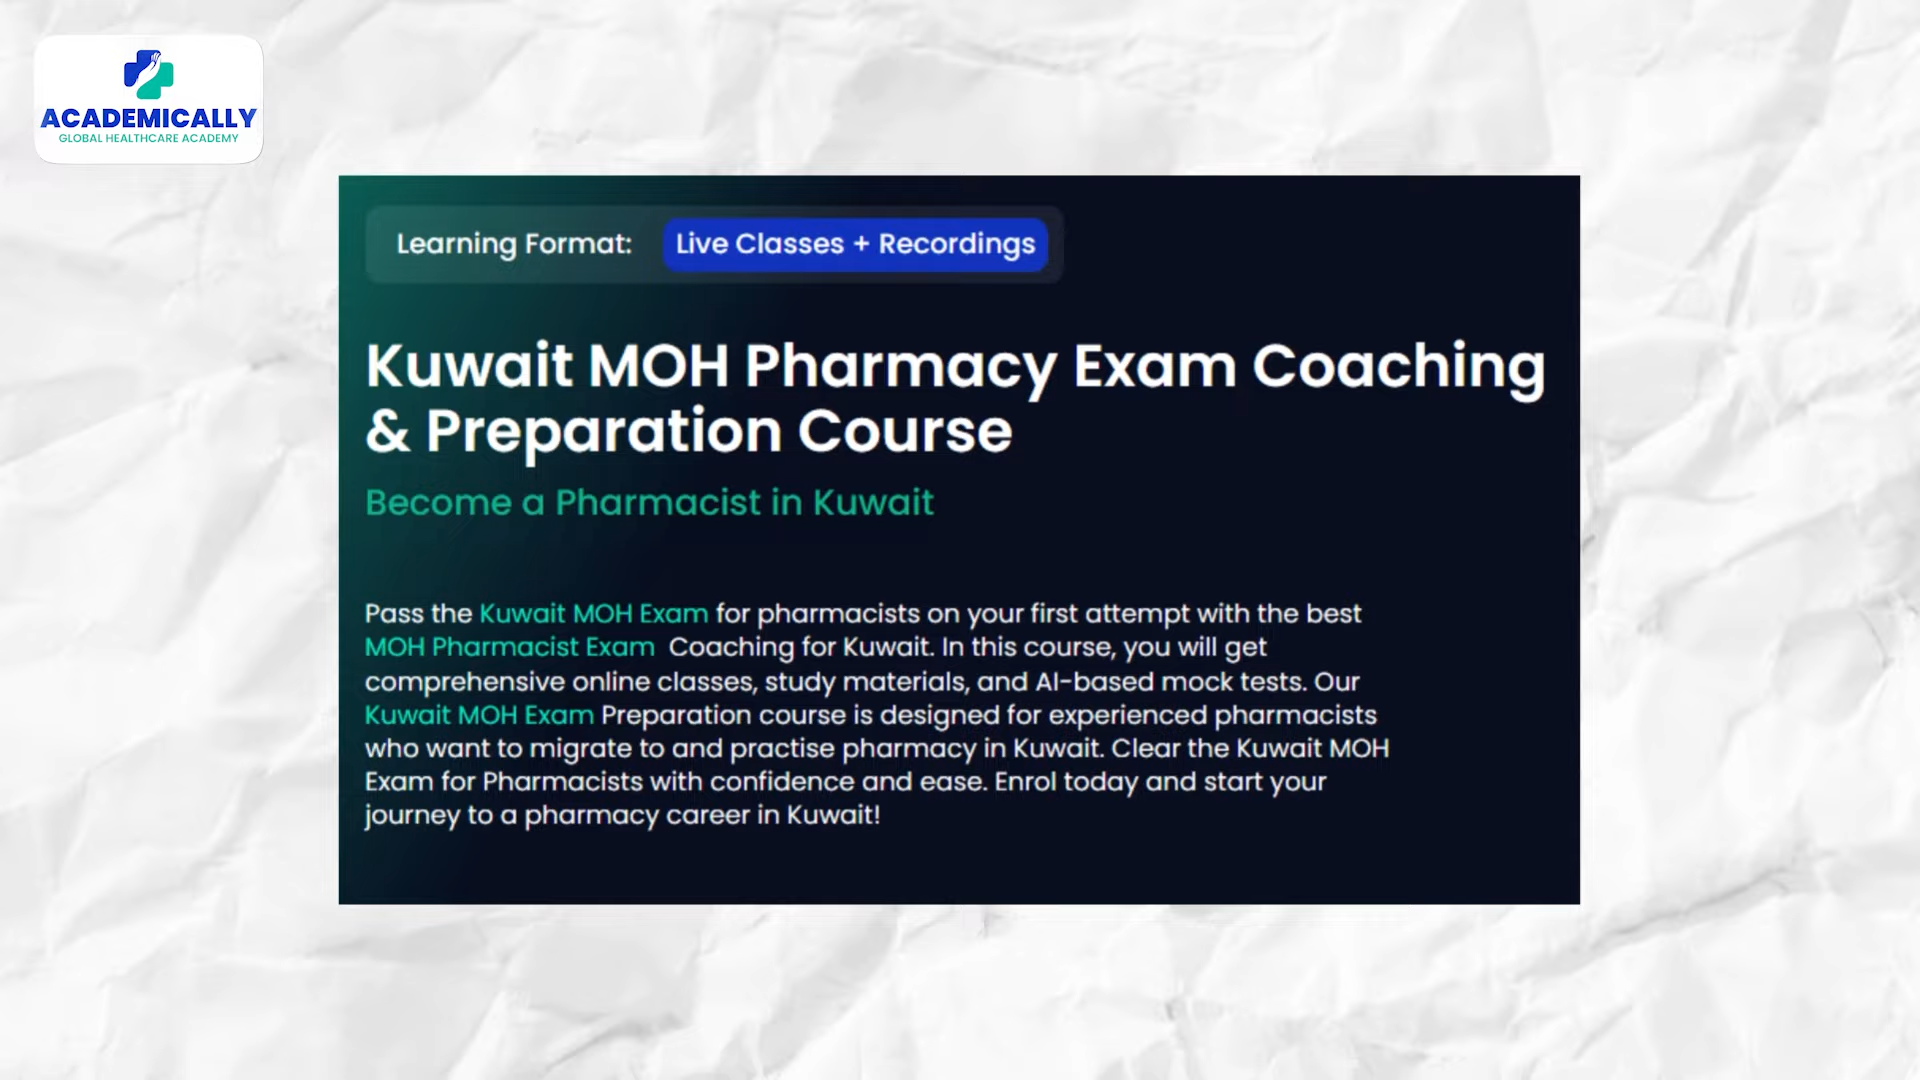 ACADEMICALLY
GLOBAL HEALTHCARE ACADEMY
Learning Format: Live Classes + Recordings
Kuwait MOH Pharmacy Exam Coaching
& Preparation Course
Become a Pharmacist in Kuwait
Pass the Kuwait MOH Exam for pharmacists on your first attempt with the best
MOH Pharmacist Exam Coaching for Kuwait. In this course, you will get
comprehensive online classes, study materials, and AI-based mock tests. Our
Kuwait MOH Exam Preparation course is designed for experienced pharmacists
who want to migrate to and practise pharmacy in Kuwait. Clear the Kuwait MOH
Exam for Pharmacists with confidence and ease. Enrol today and start your
journey to a pharmacy career in Kuwait!